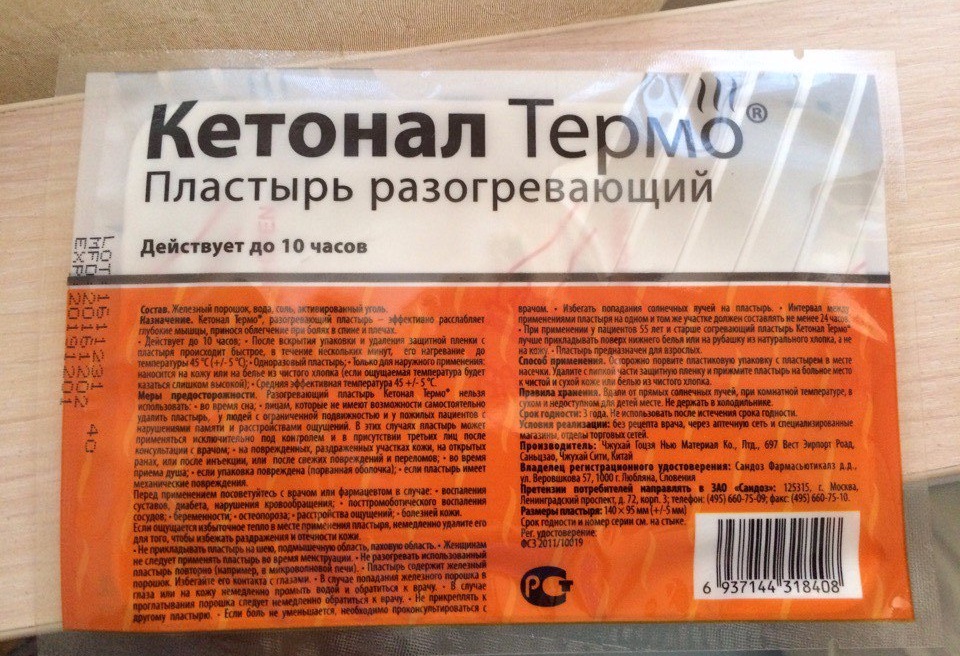 Кетонал Термо®
Пластырь разогревающий
Действует до 10 часов
Состав. Железный порошок, вода, соль, активированный уголь.
Назначение. Кетонал Термо®, разогревающий пластырь — эффективно расслабляет
глубокие мышцы, принося облегчение при болях в спине и плечах.
• Действует до 10 часов; • После вскрытия упаковки и удаления защитной пленки с
пластыря происходит быстрое, в течение нескольких минут, его нагревание до
температуры 45 °С (+/- 5 °С); • Одноразовый пластырь; • Только для наружного применения:
наносится на кожу или на белье из чистого хлопка (если ощущаемая температура будет
казаться слишком высокой); • Средняя эффективная температура 45 +/- 5 °С.
Меры предосторожности. Разогревающий пластырь Кетонал Термо® нельзя
использовать: • во время сна; • лицам, которые не имеют возможности самостоятельно
удалить пластырь, у людей с ограниченной подвижностью и у пожилых пациентов с
нарушениями памяти и расстройствами ощущений. В этих случаях пластырь может
применяться исключительно под контролем и в присутствии третьих лиц после
консультации с врачом; • на поврежденных, раздраженных участках кожи, на открытых
ранах, или после инъекции, или после свежих повреждений и переломов; • во время
приема душа; • если упаковка повреждена (порванная оболочка); • если пластырь имеет
механические повреждения.
Перед применением посоветуйтесь с врачом или фармацевтом в случае: • воспаления
суставов, диабета, нарушения кровообращения; • посттромботического воспаления
сосудов; • беременности; • остеопороза; • расстройства ощущений; • болезней кожи.
Если ощущается избыточное тепло в месте применения пластыря, немедленно удалите его
для того, чтобы избежать раздражения и отечности кожи.
• Не прикладывать пластырь на шею, подмышечную область, паховую область. • Женщинам
не следует применять пластырь во время менструации. • Не разогревать использованный
пластырь повторно (например, в микроволновой печи). • Пластырь содержит железный
порошок. Избегайте его контакта с глазами. • В случае попадания железного порошка в
глаза или на кожу немедленно промыть водой и обратиться к врачу. • В случае
проглатывания порошка следует немедленно обратиться к врачу. • Не прикреплять к
другому пластырю. • Если боль не уменьшается, необходимо проконсультироваться с
врачом. • Избегать попадания солнечных лучей на пластырь. • Интервал между
применениями пластыря на одном и том же участке должен составлять не менее 24 часов.
• При применении у пациентов 55 лет и старше согревающий пластырь Кетонал Термо®
лучше прикладывать поверх нижнего белья или на рубашку из натурального хлопка, а не
на кожу. • Пластырь предназначен для взрослых.
Способ применения. Осторожно порвите пластиковую упаковку с пластырем в месте
насечки. Удалите с липкой части защитную пленку и прижмите пластырь на больное место
к чистой и сухой коже или белью из чистого хлопка.
Правила хранения. Вдали от прямых солнечных лучей, при комнатной температуре, в
сухом и недоступном для детей месте. Не держать в холодильнике.
Срок годности: 3 года. Не использовать после истечения срока годности.
Условия реализации: без рецепта врача, через аптечную сеть и специализированные
магазины, отделы торговых сетей.
Производитель: Чжухай Гоцзя Нью Материал Ко., Лтд., 697 Вест Эирпорт Роад,
Саньцзао, Чжухай Сити, Китай
Владелец регистрационного удостоверения: Сандоз Фармасьютикалз д.д.,
ул. Веровшкова 57, 1000 г. Любляна, Словения
Претензии потребителей направлять в ЗАО «Сандоз»: 125315, г. Москва,
Ленинградский проспект, д. 72, корп. 3; телефон: (495) 660-75-09; факс: (495) 660-75-10.
Размеры пластыря: 140 × 95 мм (+/-5 мм)
Срок годности и номер серии см. на стыке.
Рег. удостоверение:
ФСЗ 2011/10019
РСТ
6 937144 318408
LOT
MFD
EXP